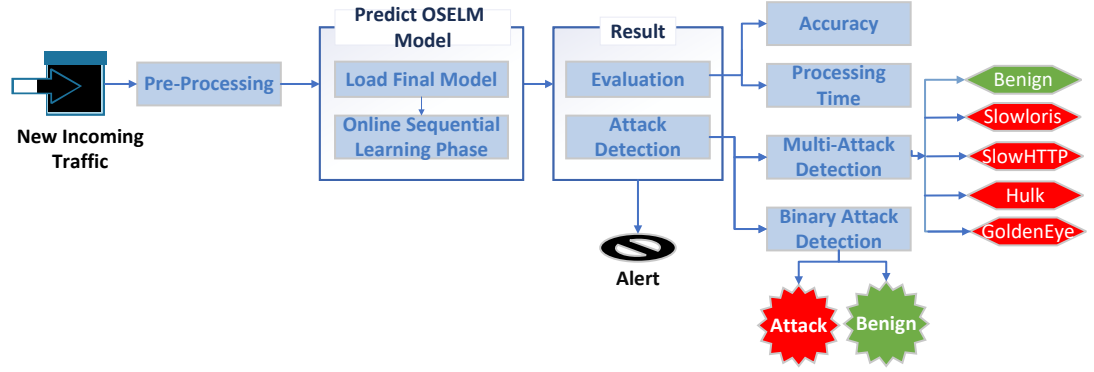 New Incoming
Traffic
Pre-Processing
Predict OSELM
Model
Load Final Model
Online Sequential
Learning Phase
Result
Evaluation
Attack
Detection
Alert
Accuracy
Processing
Time
Multi-Attack
Detection
Binary Attack
Detection
Benign
Slowloris
SlowHTTP
Hulk
GoldenEye
Attack
Benign